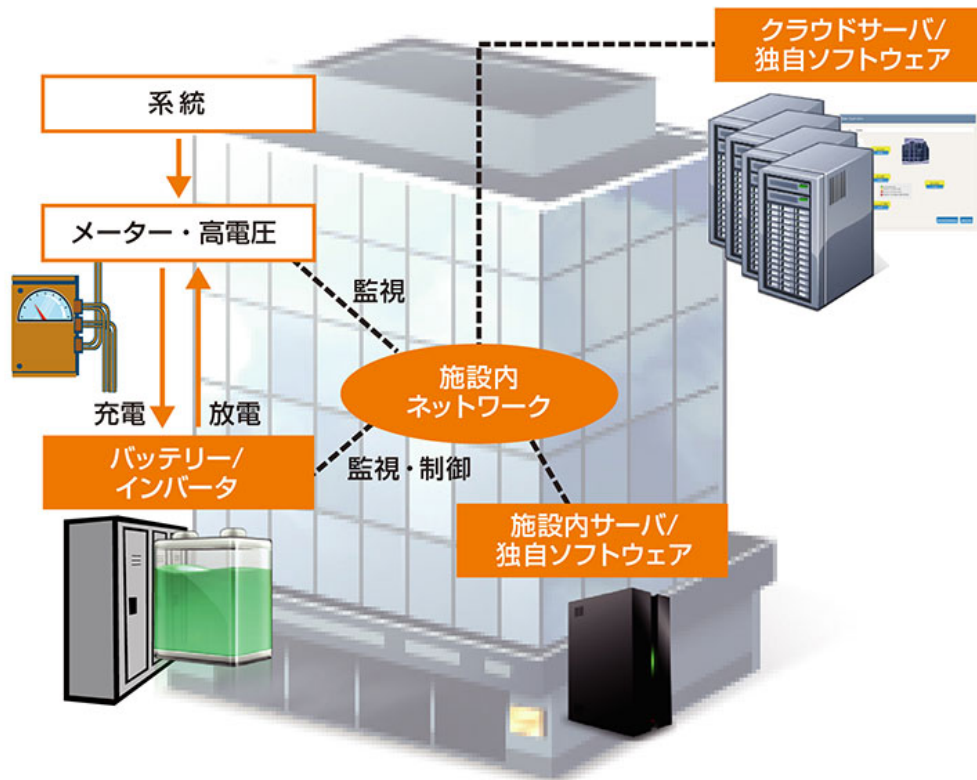 クラウドサーバ/
独自ソフトウェア
系統
メーター・高電圧
監視
施設内
ネットワーク
充電
放電
バッテリー/
インバータ
監視・制御
施設内サーバ/
独自ソフトウェア